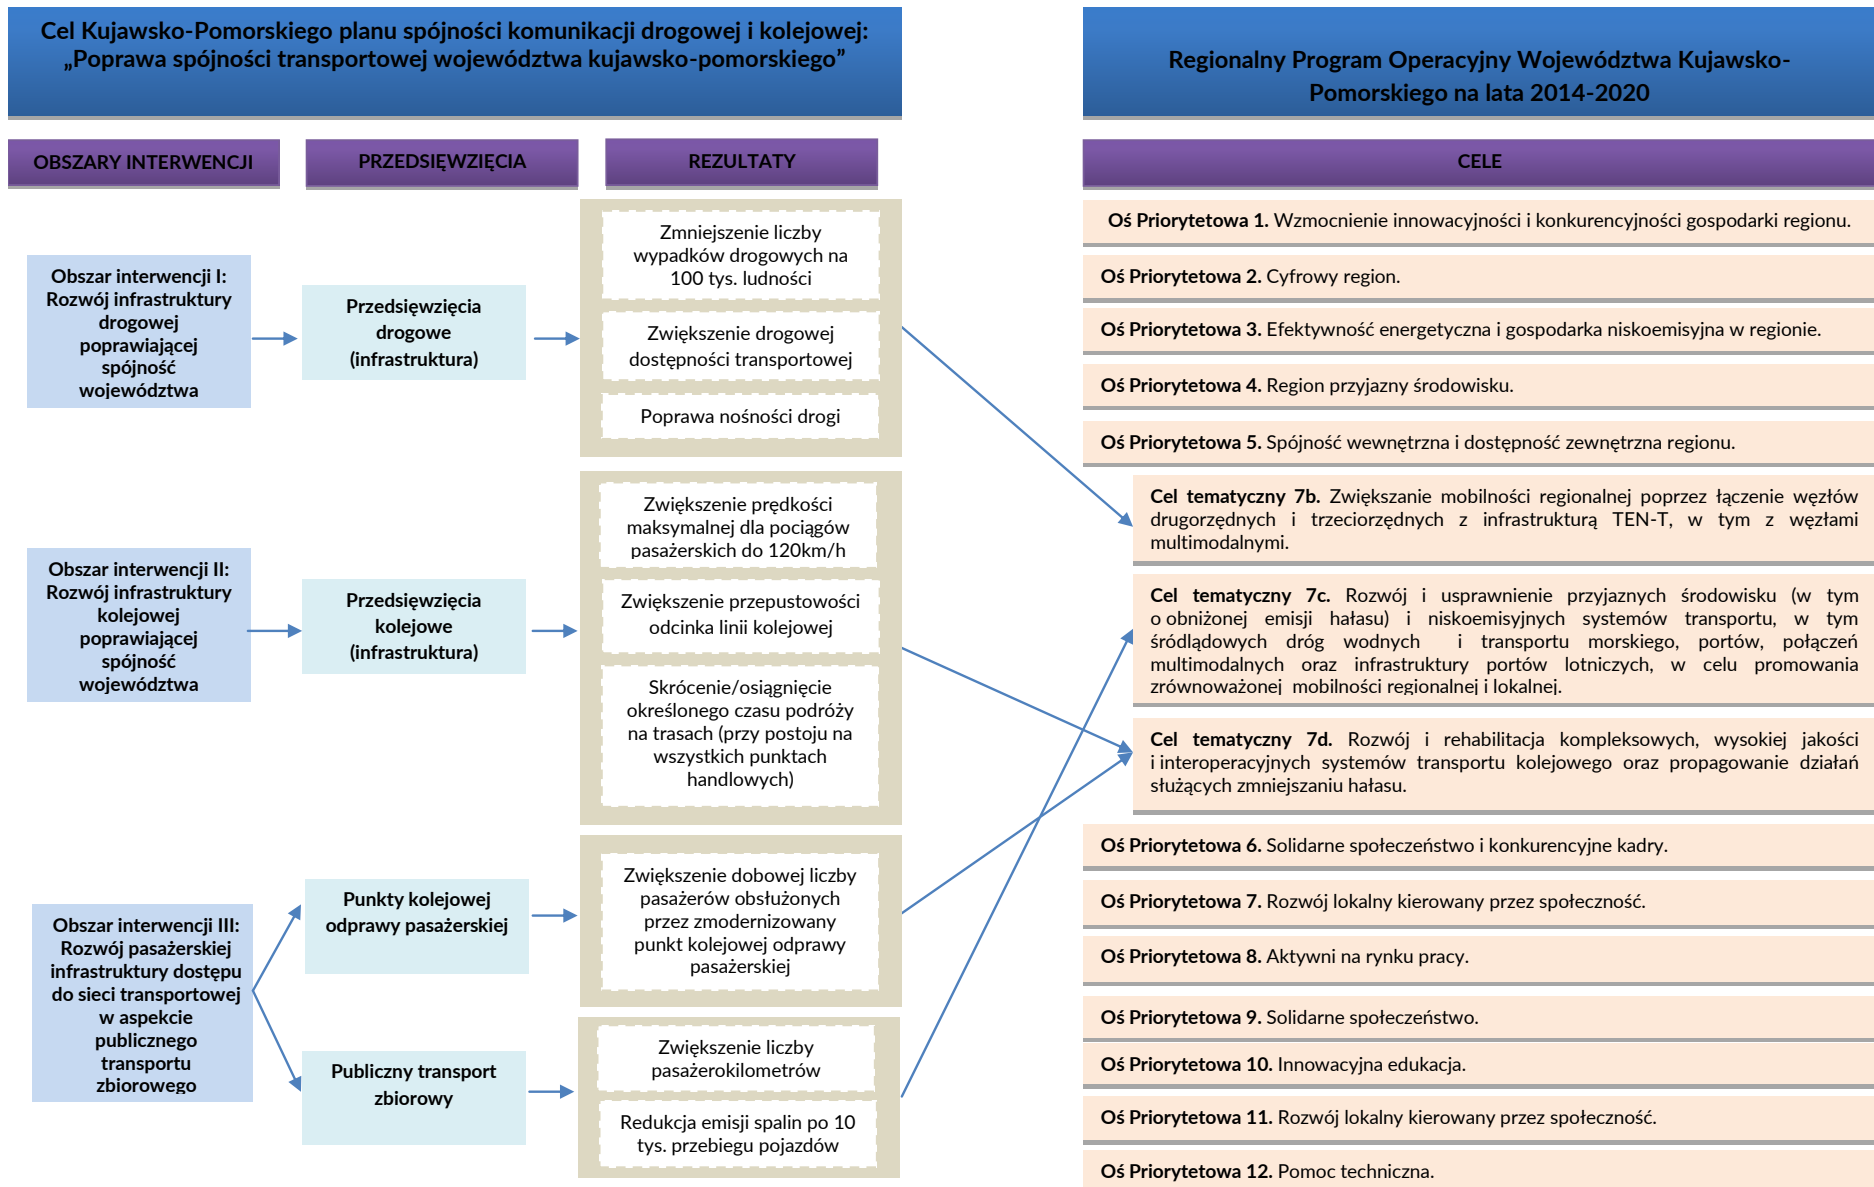 Cel Kujawsko-Pomorskiego planu spójności komunikacji drogowej i kolejowej:
„Poprawa spójności transportowej województwa kujawsko-pomorskiego”
Regionalny Program Operacyjny Województwa Kujawsko-
Pomorskiego na lata 2014-2020
OBSZARY INTERWENCJI
PRZEDSIĘWZIĘCIA
REZULTATY
CELE
Obszar interwencji I:
Rozwój infrastruktury
drogowej
poprawiającej
spójność
województwa
Przedsięwzięcia
drogowe
(infrastruktura)
Zmniejszenie liczby
wypadków drogowych na
100 tys. ludności
Zwiększenie drogowej
dostępności transportowej
Poprawa nośności drogi
Obszar interwencji II:
Rozwój infrastruktury
kolejowej
poprawiającej
spójność
województwa
Przedsięwzięcia
kolejowe
(infrastruktura)
Zwiększenie prędkości
maksymalnej dla pociągów
pasażerskich do 120km/h
Zwiększenie przepustowości
odcinka linii kolejowej
Skrócenie/osiągnięcie
określonego czasu podróży
na trasach (przy postoju na
wszystkich punktach
handlowych)
Obszar interwencji III:
Rozwój pasażerskiej
infrastruktury dostępu
do sieci transportowej
w aspekcie
publicznego
transportu
zbiorowego
Punkty kolejowej
odprawy pasażerskiej
Zwiększenie dobowej liczby
pasażerów obsłużonych
przez zmodernizowany
punkt kolejowej odprawy
pasażerskiej
Publiczny transport
zbiorowy
Zwiększenie liczby
pasażerokilometrów
Redukcja emisji spalin po 10
tys. przebiegu pojazdów
Oś Priorytetowa 1. Wzmocnienie innowacyjności i konkurencyjności gospodarki regionu.
Oś Priorytetowa 2. Cyfrowy region.
Oś Priorytetowa 3. Efektywność energetyczna i gospodarka niskoemisyjna w regionie.
Oś Priorytetowa 4. Region przyjazny środowisku.
Oś Priorytetowa 5. Spójność wewnętrzna i dostępność zewnętrzna regionu.
Cel tematyczny 7b. Zwiększanie mobilności regionalnej poprzez łączenie węzłów
drugorzędnych i trzeciorzędnych z infrastrukturą TEN-T, w tym z węzłami
multimodalnymi.
Cel tematyczny 7c. Rozwój i usprawnienie przyjaznych środowisku (w tym
o obniżonej emisji hałasu) i niskoemisyjnych systemów transportu, w tym
śródlądowych dróg wodnych i transportu morskiego, portów, połączeń
multimodalnych oraz infrastruktury portów lotniczych, w celu promowania
zrównoważonej mobilności regionalnej i lokalnej.
Cel tematyczny 7d. Rozwój i rehabilitacja kompleksowych, wysokiej jakości
i interoperacyjnych systemów transportu kolejowego oraz propagowanie działań
służących zmniejszaniu hałasu.
Oś Priorytetowa 6. Solidarne społeczeństwo i konkurencyjne kadry.
Oś Priorytetowa 7. Rozwój lokalny kierowany przez społeczność.
Oś Priorytetowa 8. Aktywni na rynku pracy.
Oś Priorytetowa 9. Solidarne społeczeństwo.
Oś Priorytetowa 10. Innowacyjna edukacja.
Oś Priorytetowa 11. Rozwój lokalny kierowany przez społeczność.
Oś Priorytetowa 12. Pomoc techniczna.